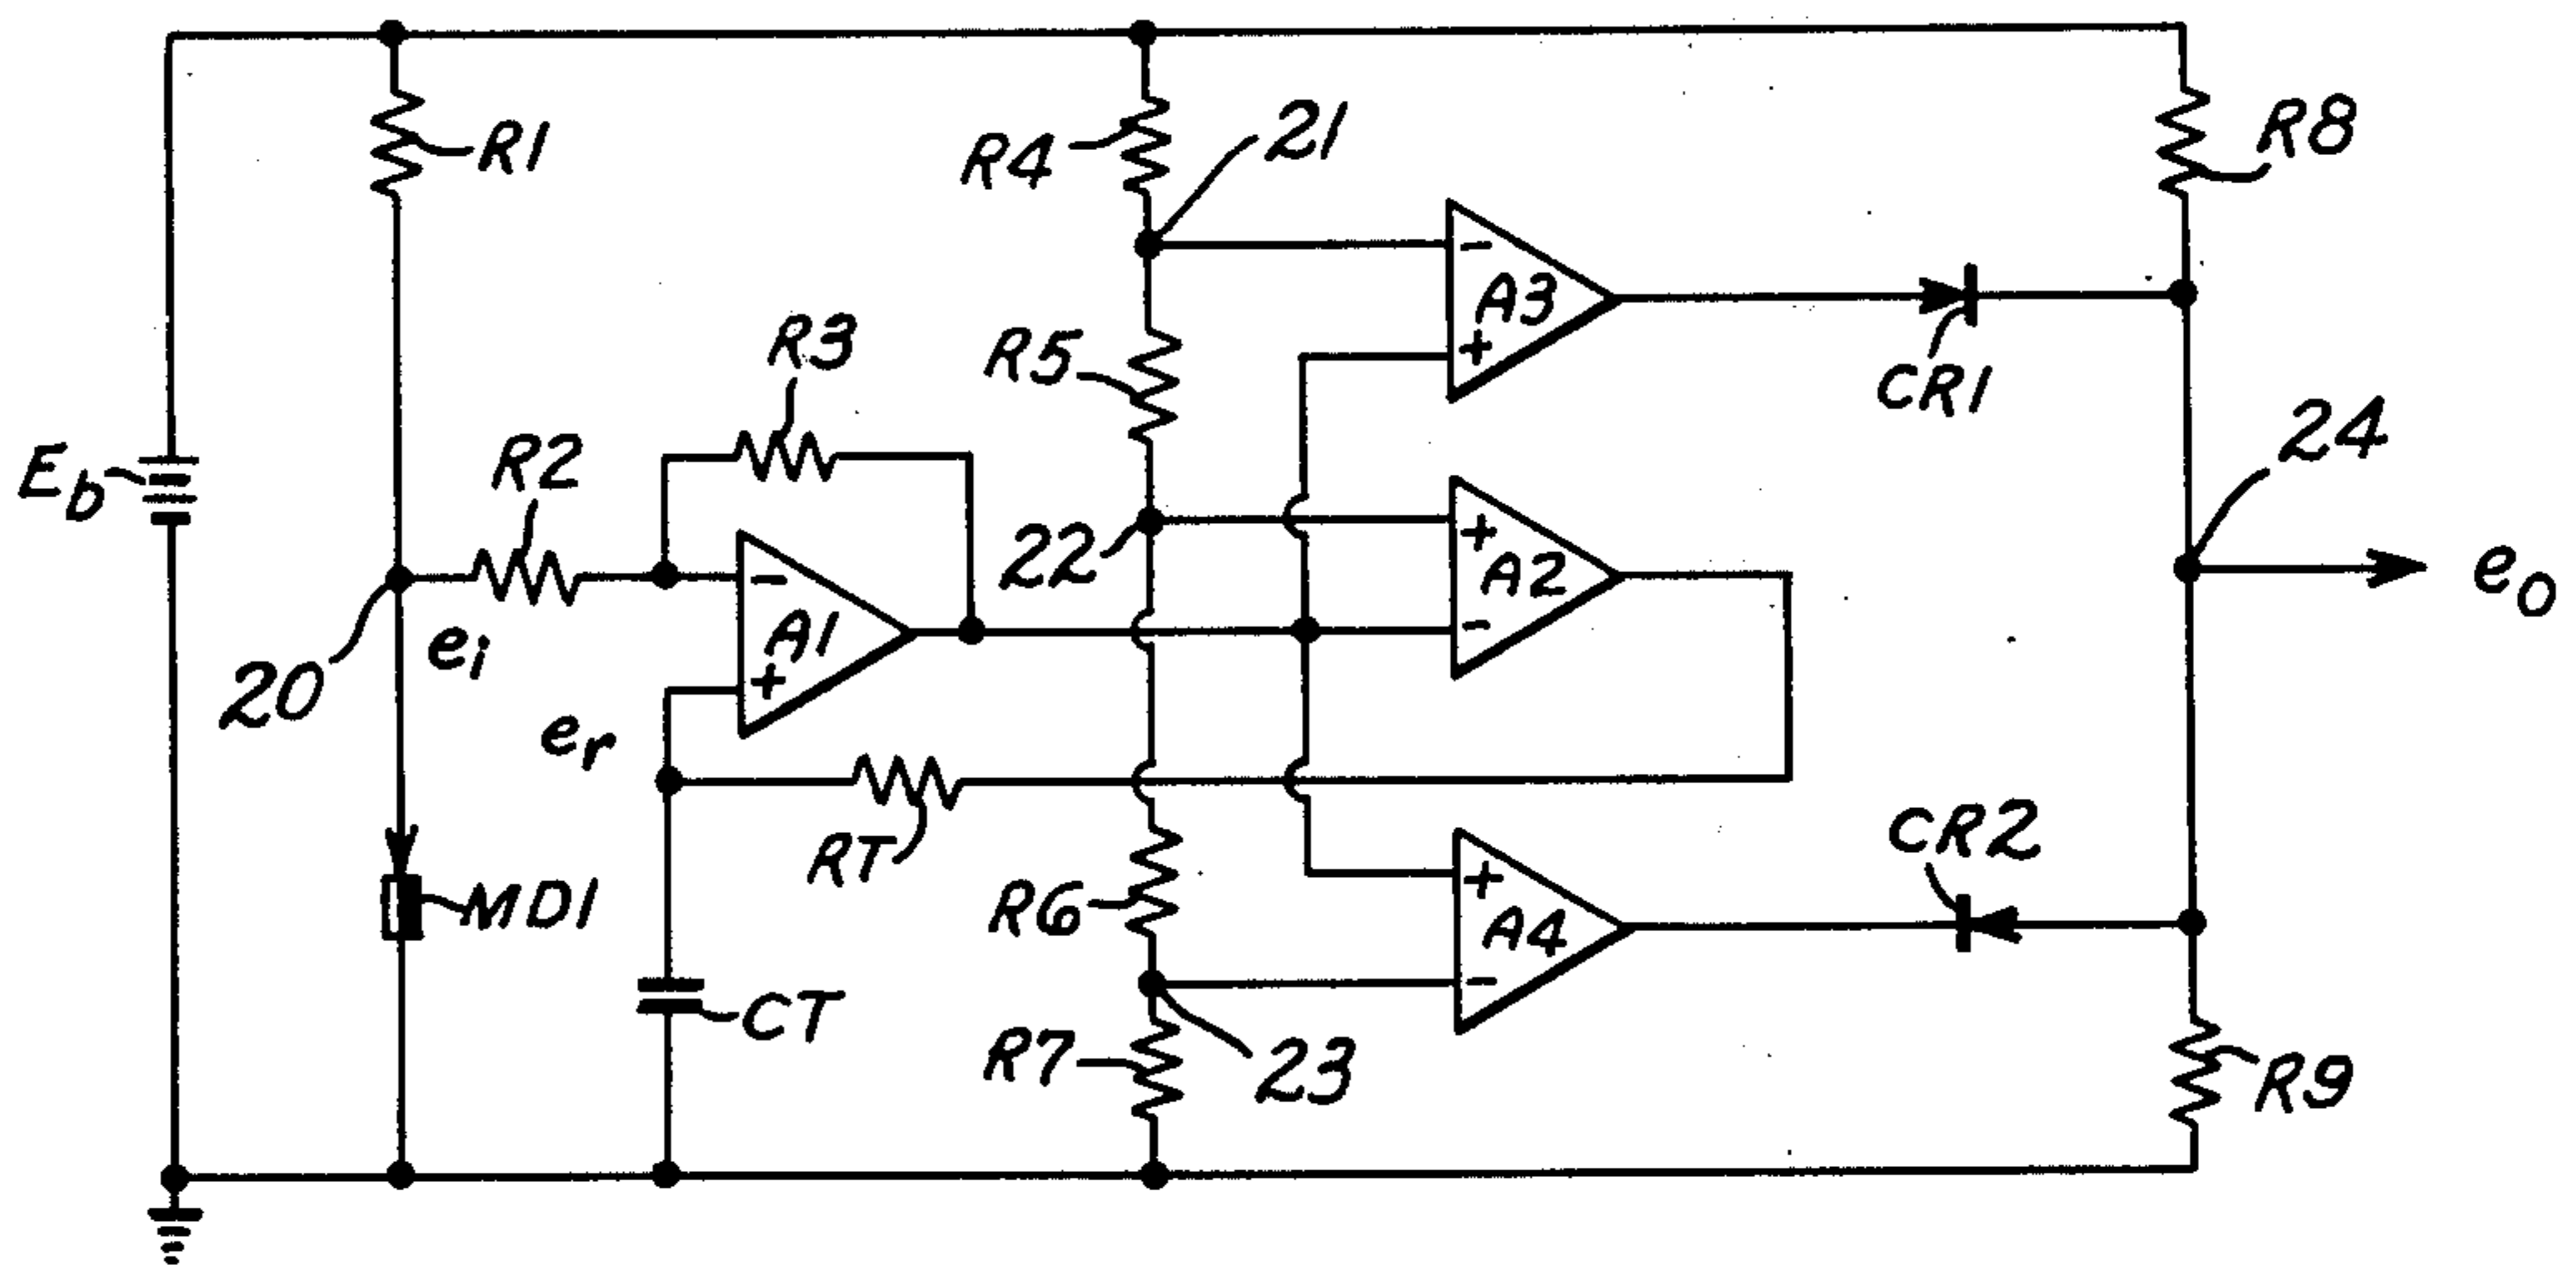 R1
R4
21
R8
A3
-
+
CR1
R3
R5
24
Eb
R2
22
+
A2
-
eo
-
A1
+
20
ei
er
RT
CR2
MD1
R6
+
A4
-
CT
R7
23
R9